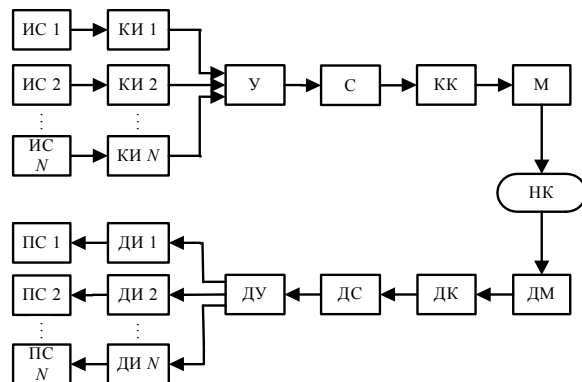 ИС 1 КИ 1
ИС 2 КИ 2 У С КК М
ИС
N КИ N
НК
ПС 1 ДИ 1
ПС 2 ДИ 2 ДУ ДС ДК ДМ
ПС
N ДИ N